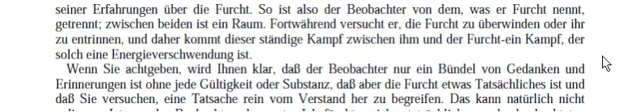 seiner Erfahrungen über die Furcht. So ist also der Beobachter von dem, was er Furcht nennt,
getrennt; zwischen beiden ist ein Raum. Fortwährend versucht er, die Furcht zu überwinden oder ihr
zu entrinnen, und daher kommt dieser ständige Kampf zwischen ihm und der Furcht-ein Kampf, der
solch eine Energieverschwendung ist.
Wenn Sie achtgeben, wird Ihnen klar, daß der Beobachter nur ein Bündel von Gedanken und
Erinnerungen ist ohne jede Gültigkeit oder Substanz, daß aber die Furcht etwas Tatsächliches ist und
daß Sie versuchen, eine Tatsache rein vom Verstand her zu begreifen. Das kann natürlich nicht